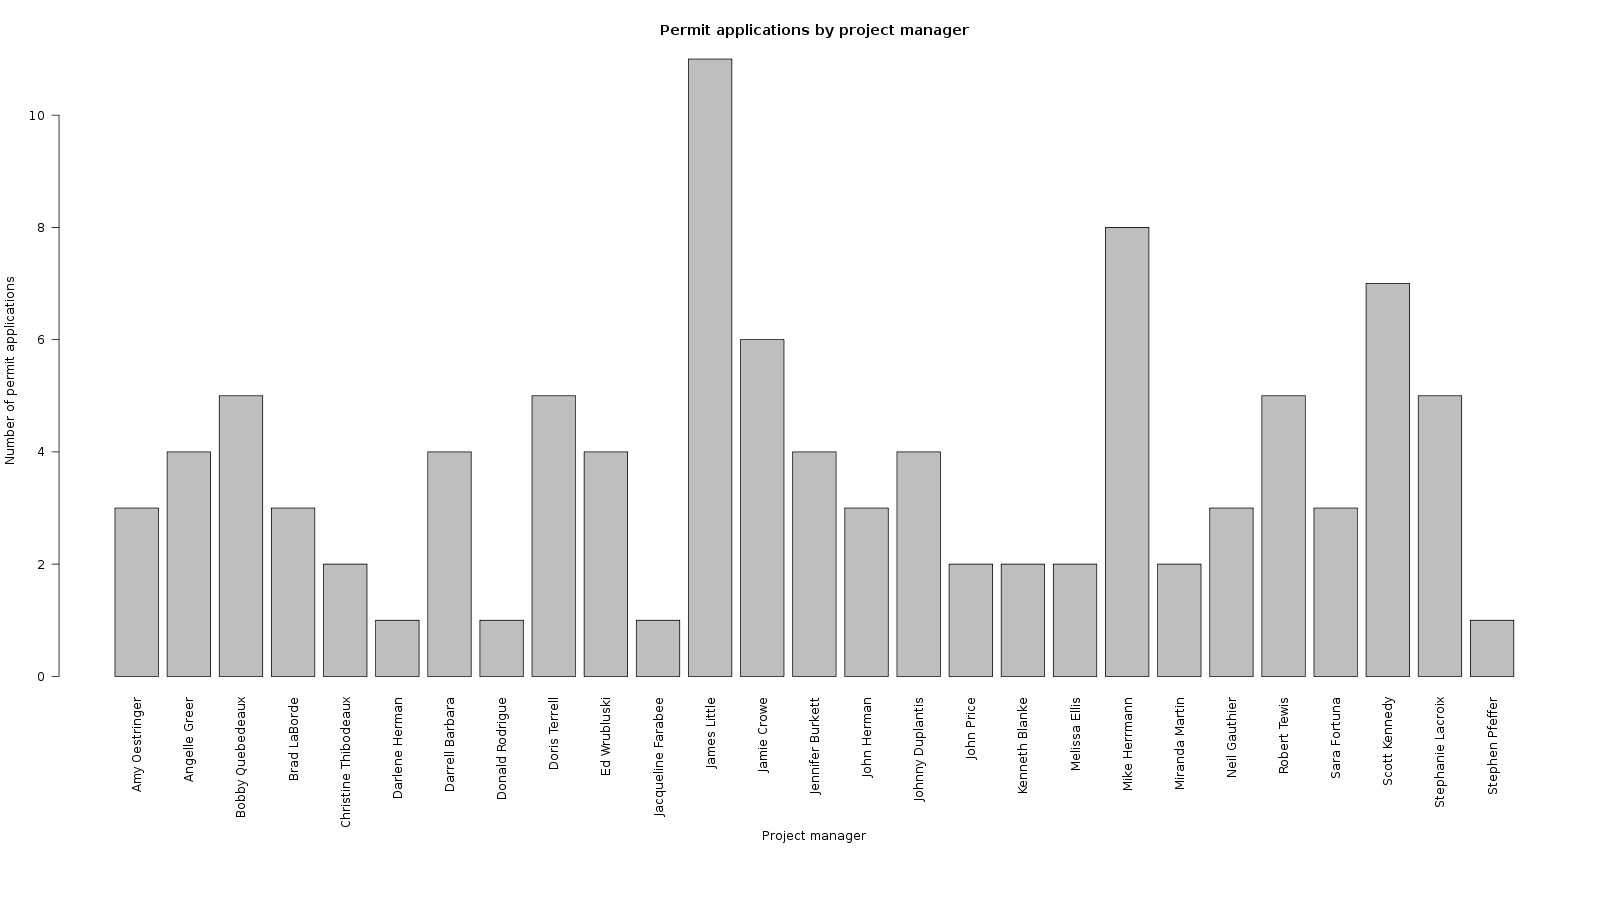 Permit applications by project manager
Number of permit applications
10
8
6
4
2
0
Amy Oestringer
Angelle Greer
Bobby Quebedeaux
Brad LaBorde
Christine Thibodeaux
Darlene Herman
Darrell Barbara
Donald Rodrigue
Doris Terrell
Ed Wrubluski
Jacqueline Farabee
James Little
Jamie Crowe
Jennifer Burkett
John Herman
Johnny Duplantis
John Price
Kenneth Blanke
Melissa Ellis
Mike Herrmann
Miranda Martin
Neil Gauthier
Robert Tewis
Sara Fortuna
Scott Kennedy
Stephanie Lacroix
Stephen Pfeffer
Project manager